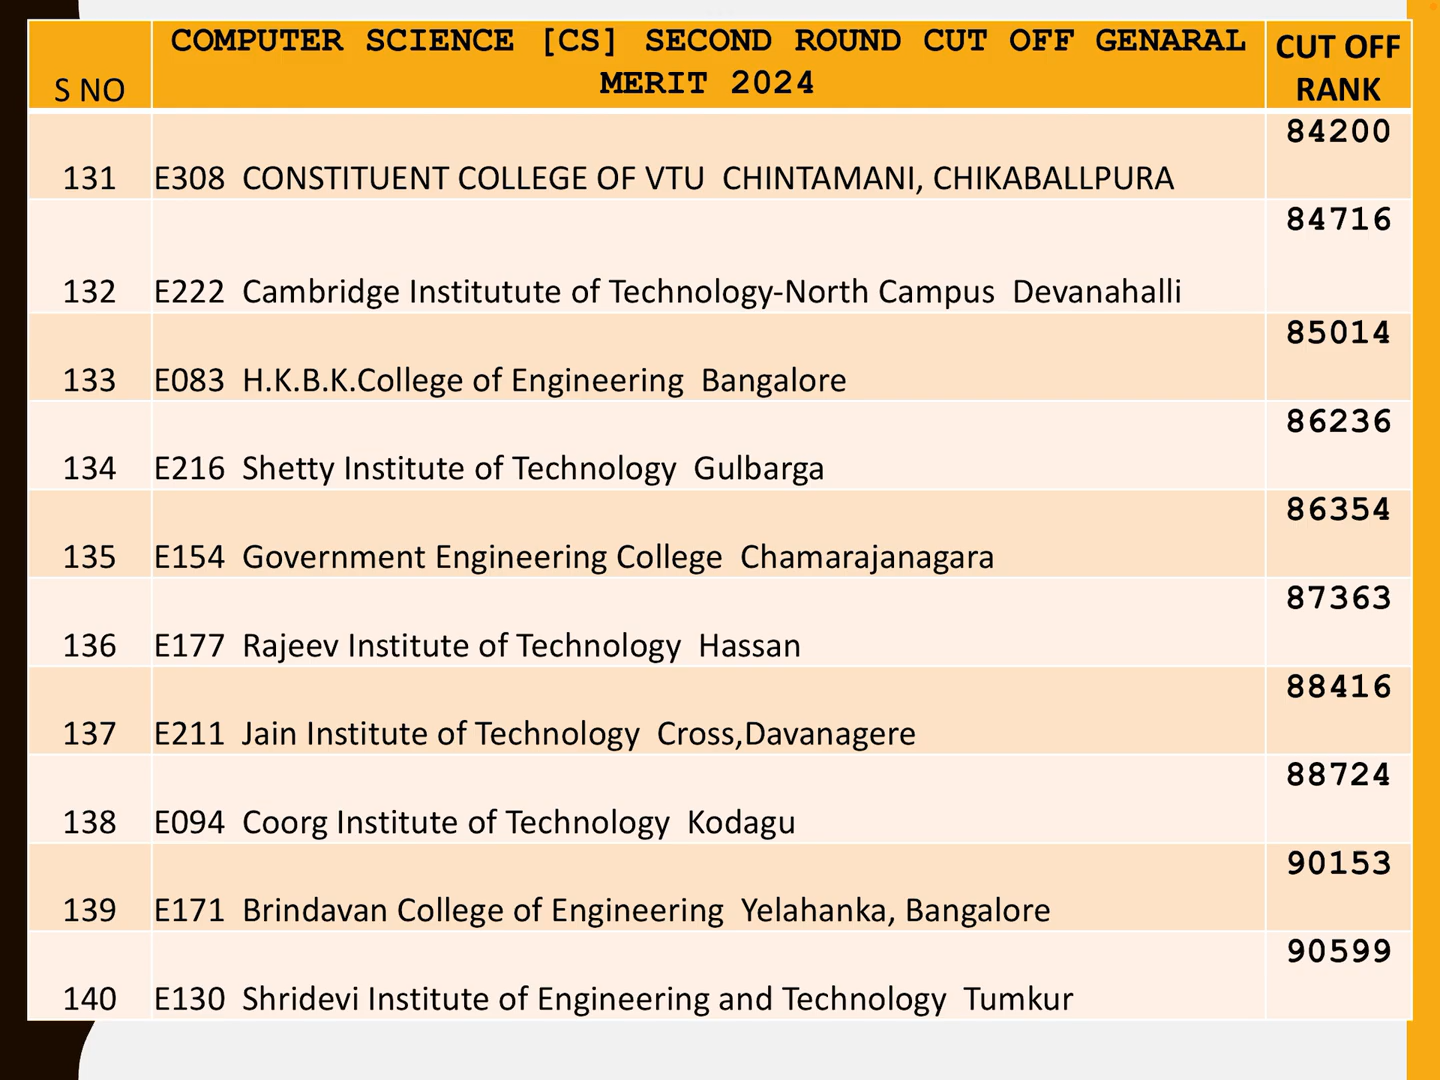 S NO COMPUTER SCIENCE [CS] SECOND ROUND CUT OFF GENARAL MERIT 2024 CUT OFF RANK
131 E308 CONSTITUENT COLLEGE OF VTU CHINTAMANI, CHIKABALLPURA 84200
132 E222 Cambridge Institutute of Technology-North Campus Devanahalli 84716
133 E083 H.K.B.K.College of Engineering Bangalore 85014
134 E216 Shetty Institute of Technology Gulbarga 86236
135 E154 Government Engineering College Chamarajanagara 86354
136 E177 Rajeev Institute of Technology Hassan 87363
137 E211 Jain Institute of Technology Cross,Davanagere 88416
138 E094 Coorg Institute of Technology Kodagu 88724
139 E171 Brindavan College of Engineering Yelahanka, Bangalore 90153
140 E130 Shridevi Institute of Engineering and Technology Tumkur 90599